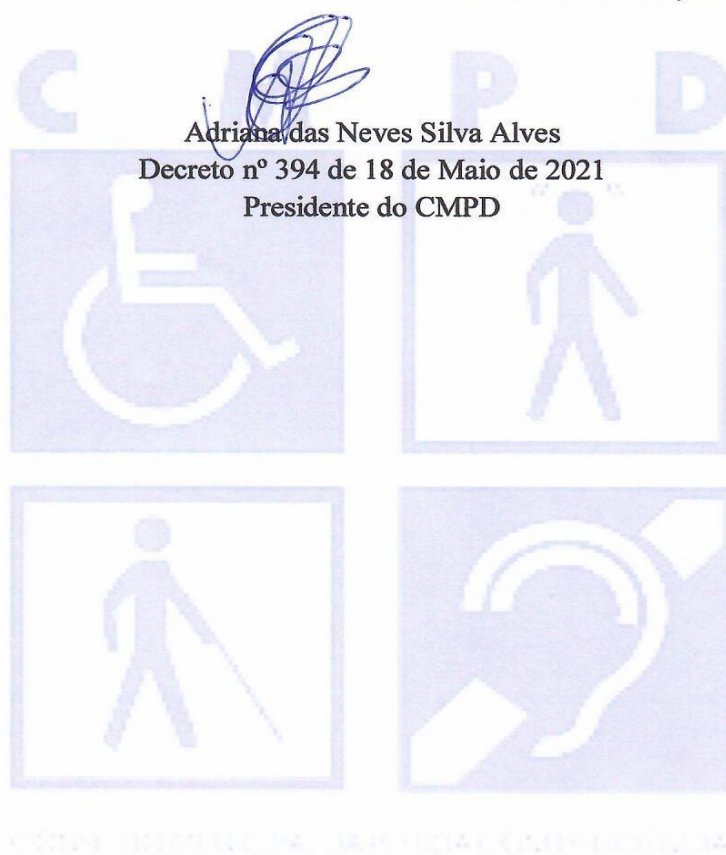 C M P D
Adriana das Neves Silva Alves
Decreto nº 394 de 18 de Maio de 2021
Presidente do CMPD